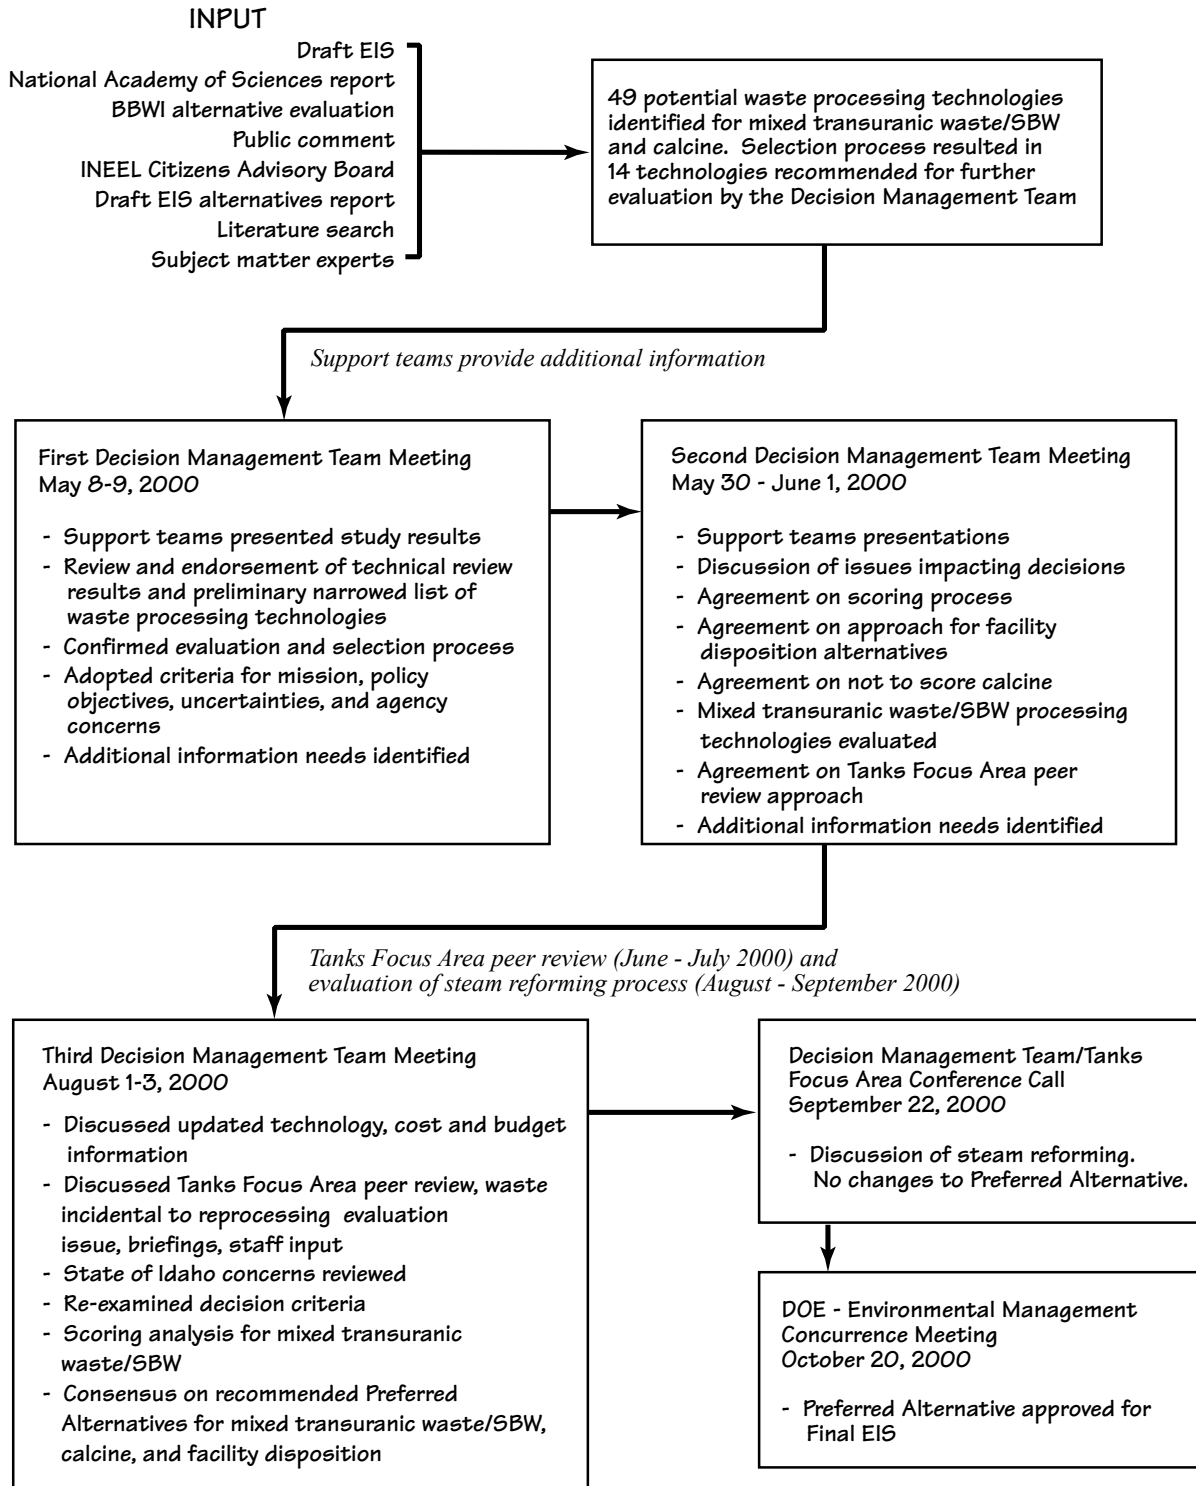 INPUT
Draft EIS
National Academy of Sciences report
BBWI alternative evaluation
Public comment
INEEL Citizens Advisory Board
Draft EIS alternatives report
Literature search
Subject matter experts
49 potential waste processing technologies
identified for mixed transuranic waste/SBW
and calcine.  Selection process resulted in
14 technologies recommended for further
evaluation by the Decision Management Team
Support teams provide additional information
First Decision Management Team Meeting
May 8-9, 2000
- Support teams presented study results
- Review and endorsement of technical review
results and preliminary narrowed list of
waste processing technologies
- Confirmed evaluation and selection process
- Adopted criteria for mission, policy
objectives, uncertainties, and agency
concerns
- Additional information needs identified
Second Decision Management Team Meeting
May 30 - June 1, 2000
- Support teams presentations
- Discussion of issues impacting decisions
- Agreement on scoring process
- Agreement on approach for facility
disposition alternatives
- Agreement on not to score calcine
- Mixed transuranic waste/SBW processing
technologies evaluated
- Agreement on Tanks Focus Area peer
review approach
- Additional information needs identified
Tanks Focus Area peer review (June - July 2000) and
evaluation of steam reforming process (August - September 2000)
Third Decision Management Team Meeting
August 1-3, 2000
- Discussed updated technology, cost and budget
information
- Discussed Tanks Focus Area peer review, waste
incidental to reprocessing  evaluation
issue, briefings, staff input
- State of Idaho concerns reviewed
- Re-examined decision criteria
- Scoring analysis for mixed transuranic
waste/SBW
- Consensus on recommended Preferred
Alternatives for mixed transuranic waste/SBW,
calcine, and facility disposition
Decision Management Team/Tanks
Focus Area Conference Call
September 22, 2000
- Discussion of steam reforming.
No changes to Preferred Alternative.
DOE - Environmental Management
Concurrence Meeting
October 20, 2000
- Preferred Alternative approved for
Final EIS